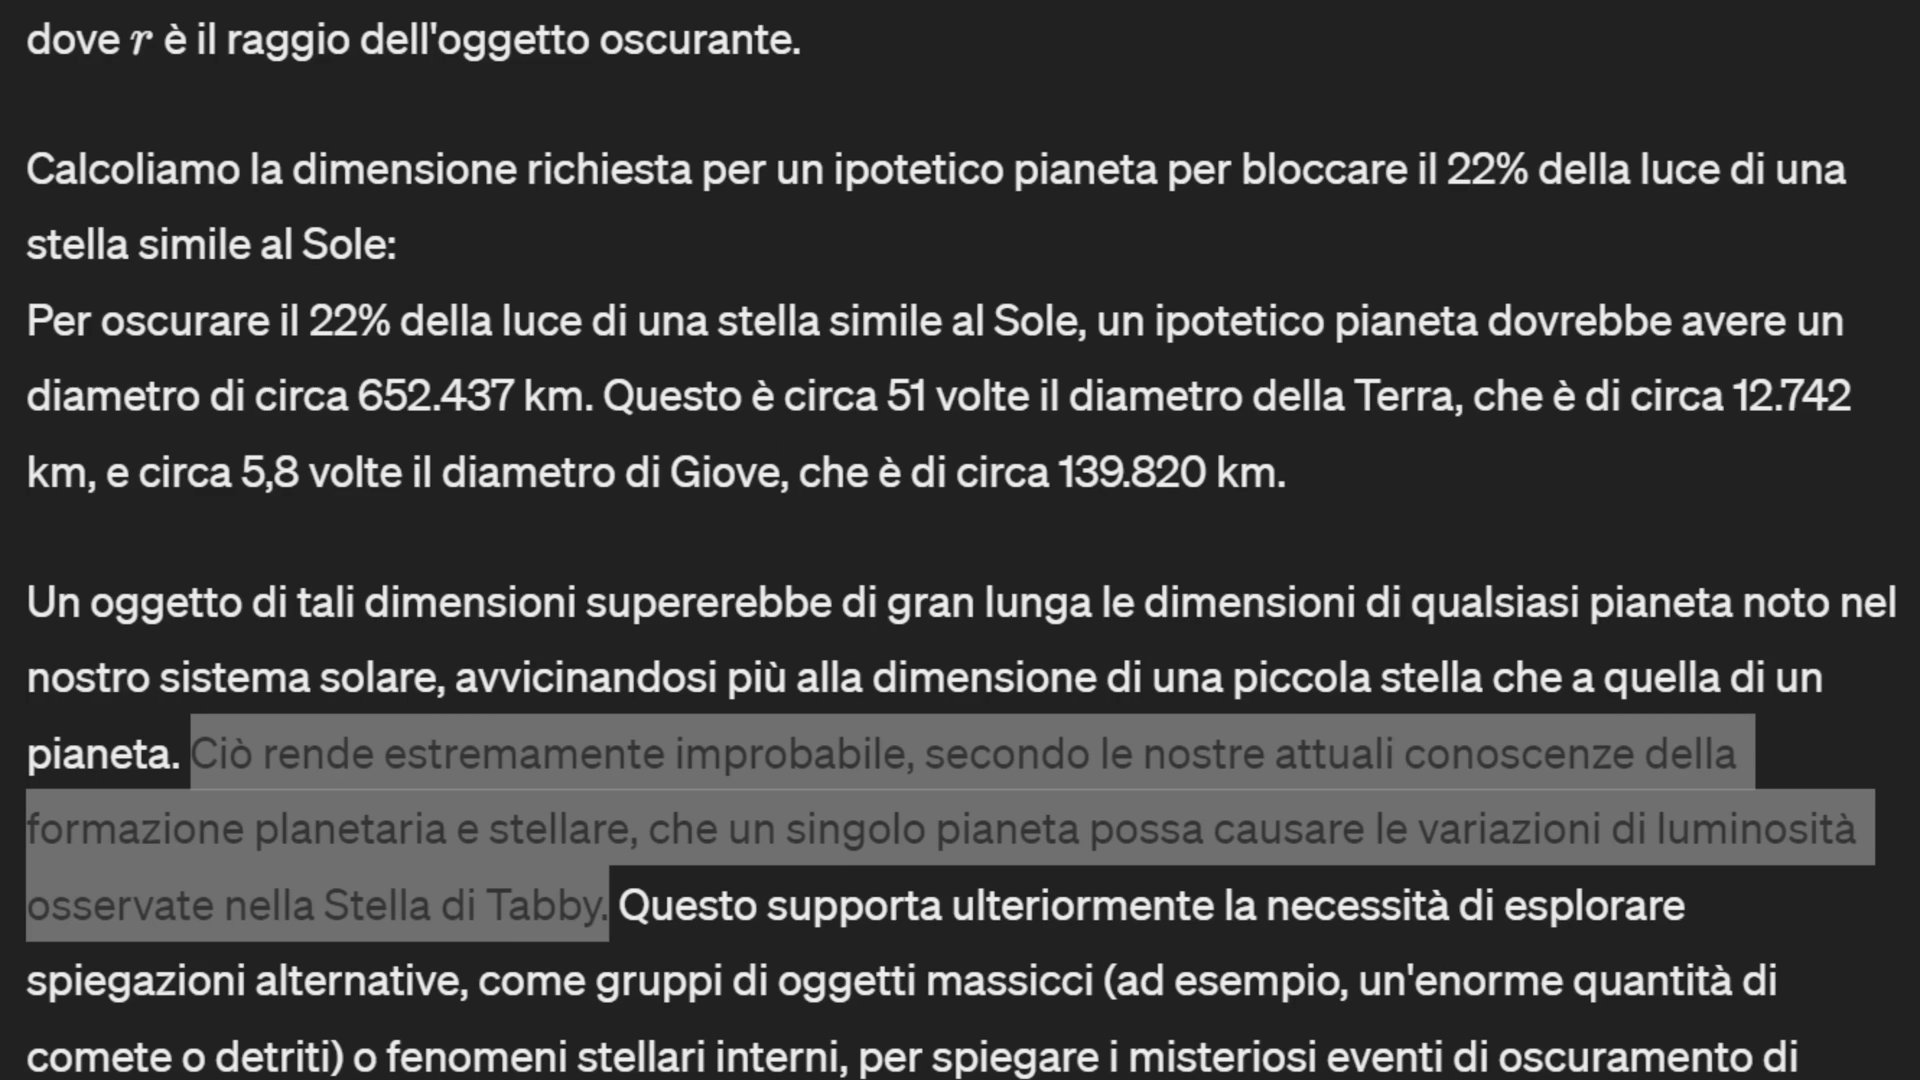 dove r è il raggio dell'oggetto oscurante.
Calcoliamo la dimensione richiesta per un ipotetico pianeta per bloccare il 22% della luce di una
stella simile al Sole:
Per oscurare il 22% della luce di una stella simile al Sole, un ipotetico pianeta dovrebbe avere un
diametro di circa 652.437 km. Questo è circa 51 volte il diametro della Terra, che è di circa 12.742
km, e circa 5,8 volte il diametro di Giove, che è di circa 139.820 km.
Un oggetto di tali dimensioni supererebbe di gran lunga le dimensioni di qualsiasi pianeta noto nel
nostro sistema solare, avvicinandosi più alla dimensione di una piccola stella che a quella di un
pianeta. Ciò rende estremamente improbabile, secondo le nostre attuali conoscenze della
formazione planetaria e stellare, che un singolo pianeta possa causare le variazioni di luminosità
osservate nella Stella di Tabby. Questo supporta ulteriormente la necessità di esplorare
spiegazioni alternative, come gruppi di oggetti massicci (ad esempio, un'enorme quantità di
comete o detriti) o fenomeni stellari interni, per spiegare i misteriosi eventi di oscuramento di